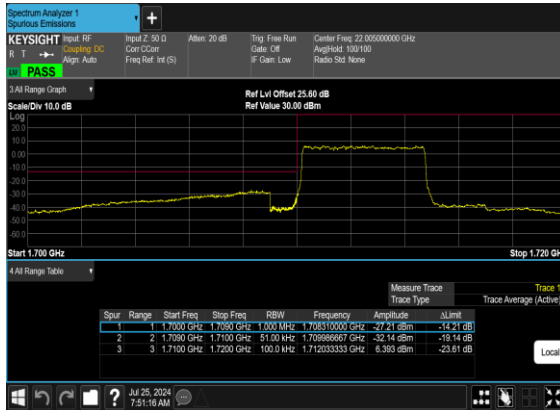 Spectrum Analyzer 1
Spurious Emissions
+
KEYSIGHT Input: RF Input Z: 50 Ω Atten: 20 dB Trig: Free Run Center Freq: 22.005000000 GHz
R T Coupling: DC Corr CCorr Gate: Off Avg|Hold: 100/100
Align: Auto Freq Ref: Int (S) IF Gain: Low Radio Std: None
LW PASS
3 All Range Graph
Ref Lvl Offset 25.60 dB
Scale/Div 10.0 dB Ref Value 30.00 dBm
Log
20.0
10.0
0.00
-10.0
-20.0
-30.0
-40.0
-50.0
-60.0
Start 1.700 GHz Stop 1.720 GH
4 All Range Table
Measure Trace Trace 1
Trace Type Trace Average (Active)
Spur Range Start Freq Stop Freq RBW Frequency Amplitude ΔLimit
1 1 1.7000 GHz 1.7090 GHz 1.000 MHz 1.708310000 GHz -27.21 dBm -14.21 dB
2 2 1.7090 GHz 1.7100 GHz 51.00 kHz 1.709986667 GHz -32.14 dBm -19.14 dB
3 3 1.7100 GHz 1.7200 GHz 100.0 kHz 1.712033333 GHz 6.393 dBm -23.61 dB
Local
? Jul 25, 2024
7:51:16 AM